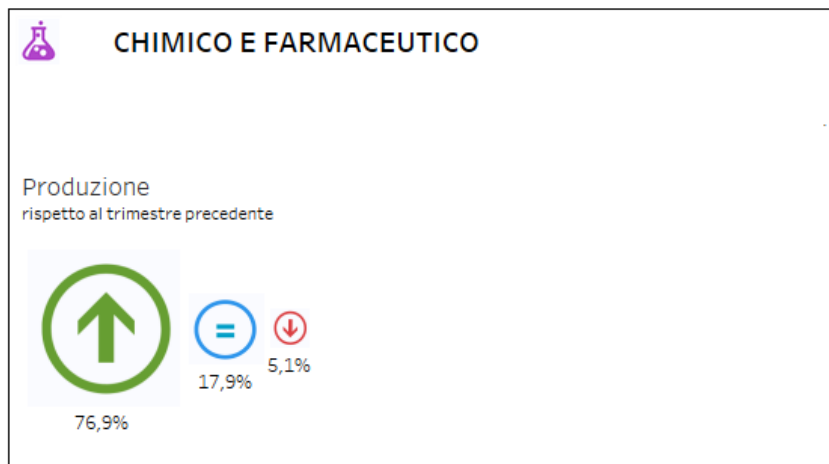 CHIMICO E FARMACEUTICO
Produzione
rispetto al trimestre precedente
=
76,9%
17,9%
5,1%